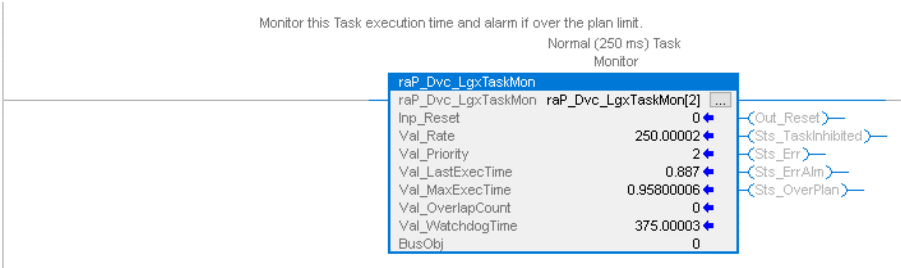 Monitor this Task execution time and alarm if over the plan limit.
Normal (250 ms) Task
Monitor
raP_Dvc_LgxTaskMon
raP_Dvc_LgxTaskMon raP_Dvc_LgxTaskMon[2] ...
Inp_Reset 0 (Out_Reset)
Val_Rate 250.00002 (Sts_TaskInhibited)
Val_Priority 2 (Sts_Err)
Val_LastExecTime 0.887 (Sts_ErrAlm)
Val_MaxExecTime 0.95800006 (Sts_OverPlan)
Val_OverlapCount 0
Val_WatchdogTime 375.00003
BusObj 0